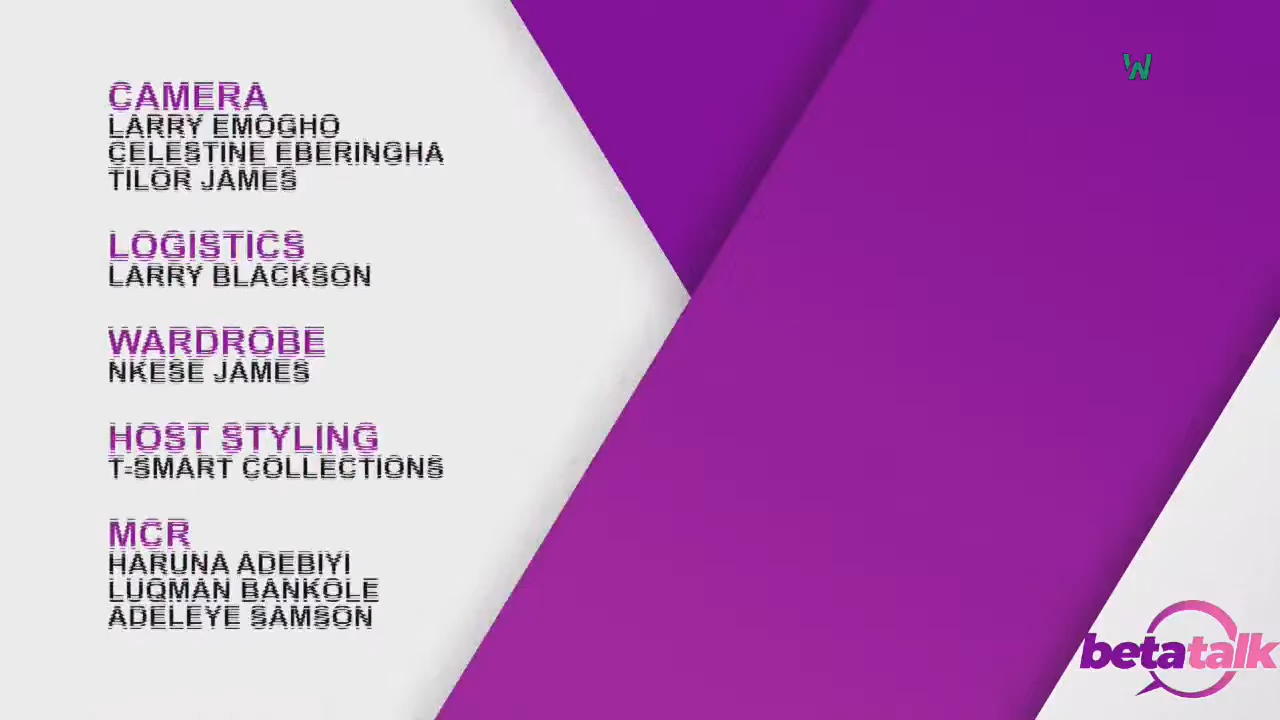 CAMERA
LARRY EMOGHO
CELESTINE EBERINGHA
TILOR JAMES
LOGISTICS
LARRY BLACKSON
WARDROBE
NKESE JAMES
HOST STYLING
T-SMART COLLECTIONS
MCR
HARUNA ADEBIYI
LUQMAN BANKOLE
ADELEYE SAMSON
W
betatalk